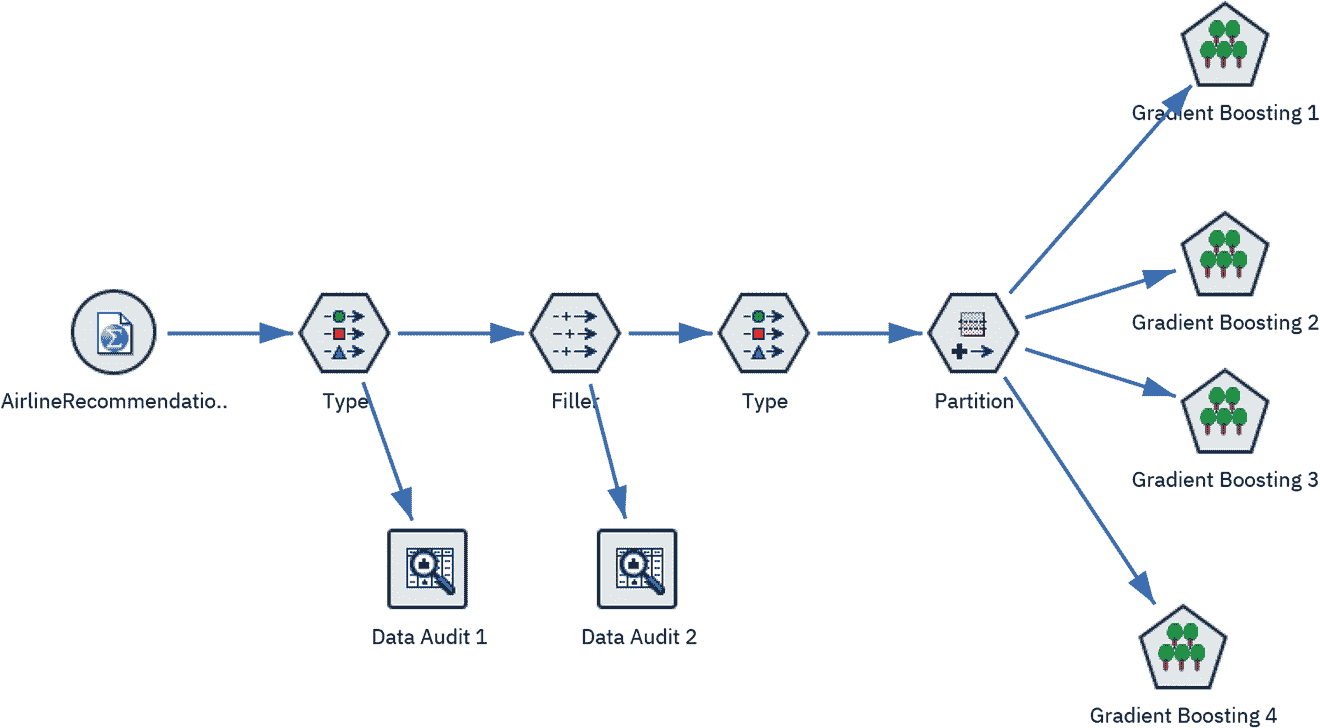 Gradient Boosting 1
Gradient Boosting 2
AirlineRecommendatio..
Type
Filler
Type
Partition
Gradient Boosting 3
Data Audit 1
Data Audit 2
Gradient Boosting 4